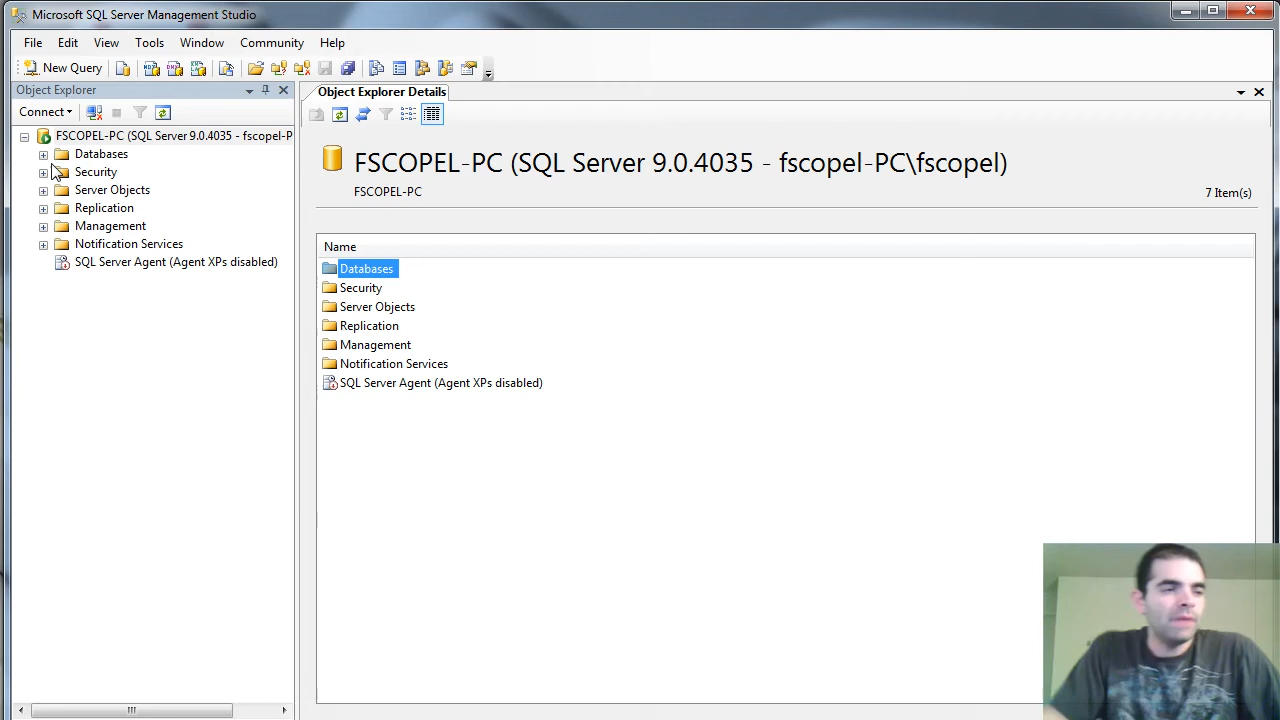 Microsoft SQL Server Management Studio
File Edit View Tools Window Community Help
New Query
Object Explorer
Connect
FSCOPEL-PC (SQL Server 9.0.4035 - fscopel-P
Databases
Security
Server Objects
Replication
Management
Notification Services
SQL Server Agent (Agent XPs disabled)
Object Explorer Details
FSCOPEL-PC (SQL Server 9.0.4035 - fscopel-PC\fscopel)
FSCOPEL-PC
7 Item(s)
Name
Databases
Security
Server Objects
Replication
Management
Notification Services
SQL Server Agent (Agent XPs disabled)